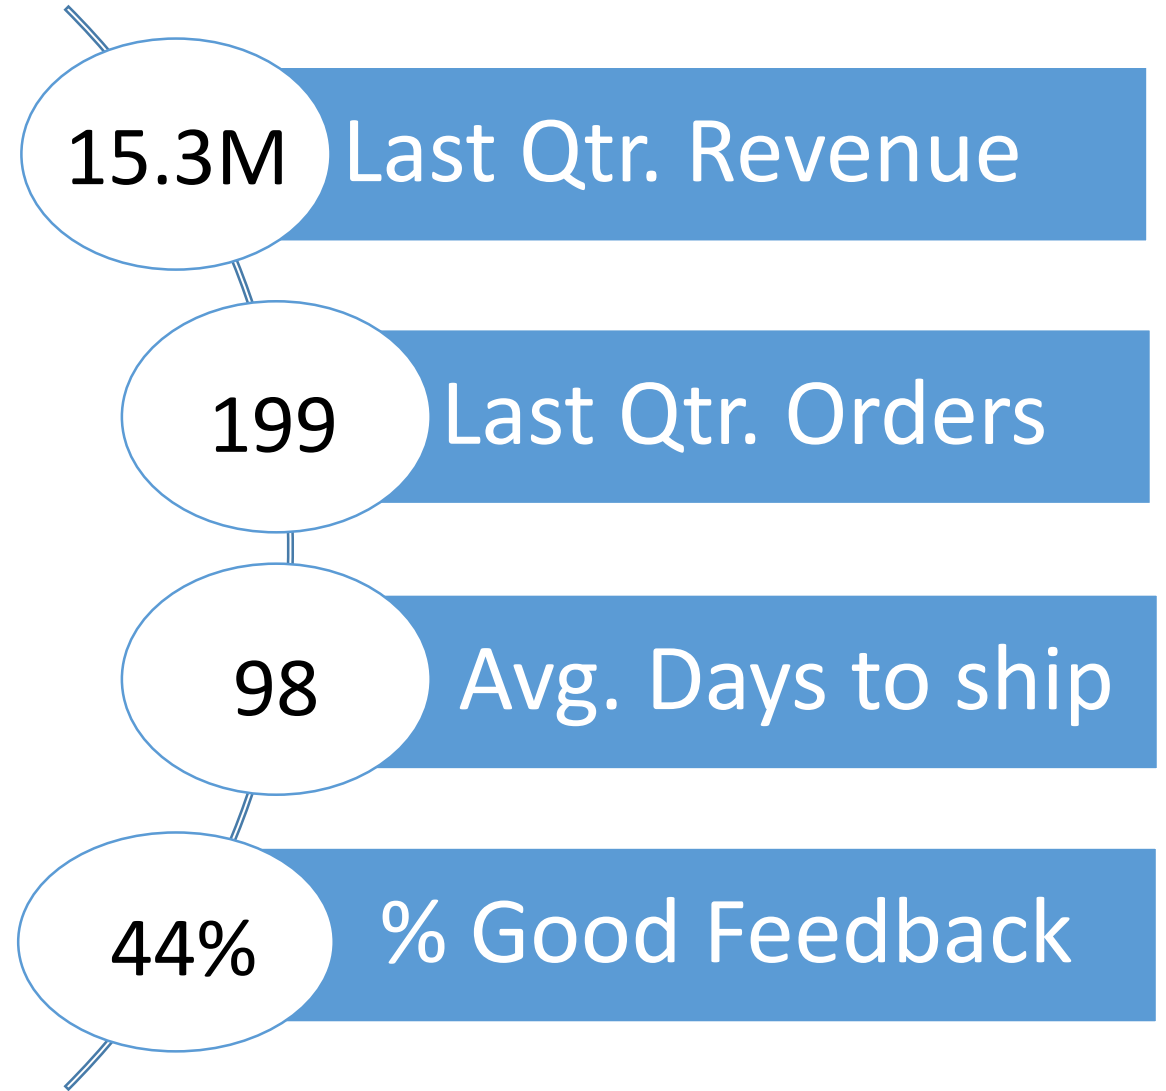 15.3M Last Qtr. Revenue
199 Last Qtr. Orders
98 Avg. Days to ship
44% % Good Feedback